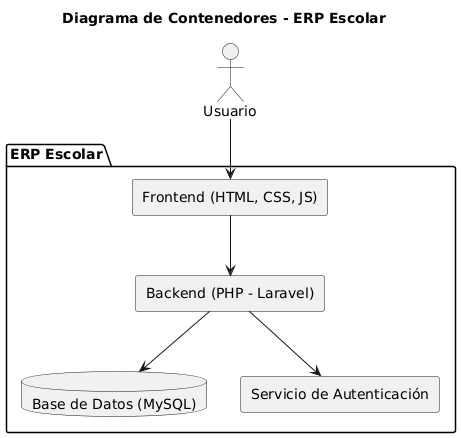 Diagrama de Contenedores - ERP Escolar
Usuario
ERP Escolar
Frontend (HTML, CSS, JS)
Backend (PHP - Laravel)
Base de Datos (MySQL)
Servicio de Autenticación